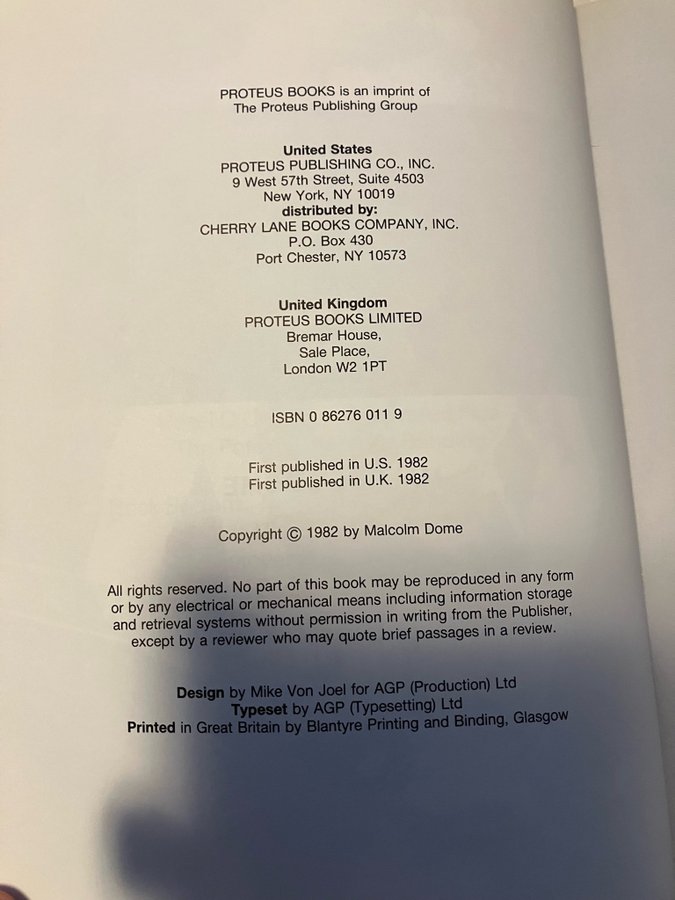 PROTEUS BOOKS is an imprint of
The Proteus Publishing Group
United States
PROTEUS PUBLISHING CO., INC.
9 West 57th Street, Suite 4503
New York, NY 10019
distributed by:
CHERRY LANE BOOKS COMPANY, INC.
P.O. Box 430
Port Chester, NY 10573
United Kingdom
PROTEUS BOOKS LIMITED
Bremar House,
Sale Place,
London W2 1PT
ISBN 0 86276 011 9
First published in U.S. 1982
First published in U.K. 1982
Copyright © 1982 by Malcolm Dome
All rights reserved. No part of this book may be reproduced in any form
or by any electrical or mechanical means including information storage
and retrieval systems without permission in writing from the Publisher,
except by a reviewer who may quote brief passages in a review.
Design by Mike Von Joel for AGP (Production) Ltd
Typeset by AGP (Typesetting) Ltd
Printed in Great Britain by Blantyre Printing and Binding, Glasgow